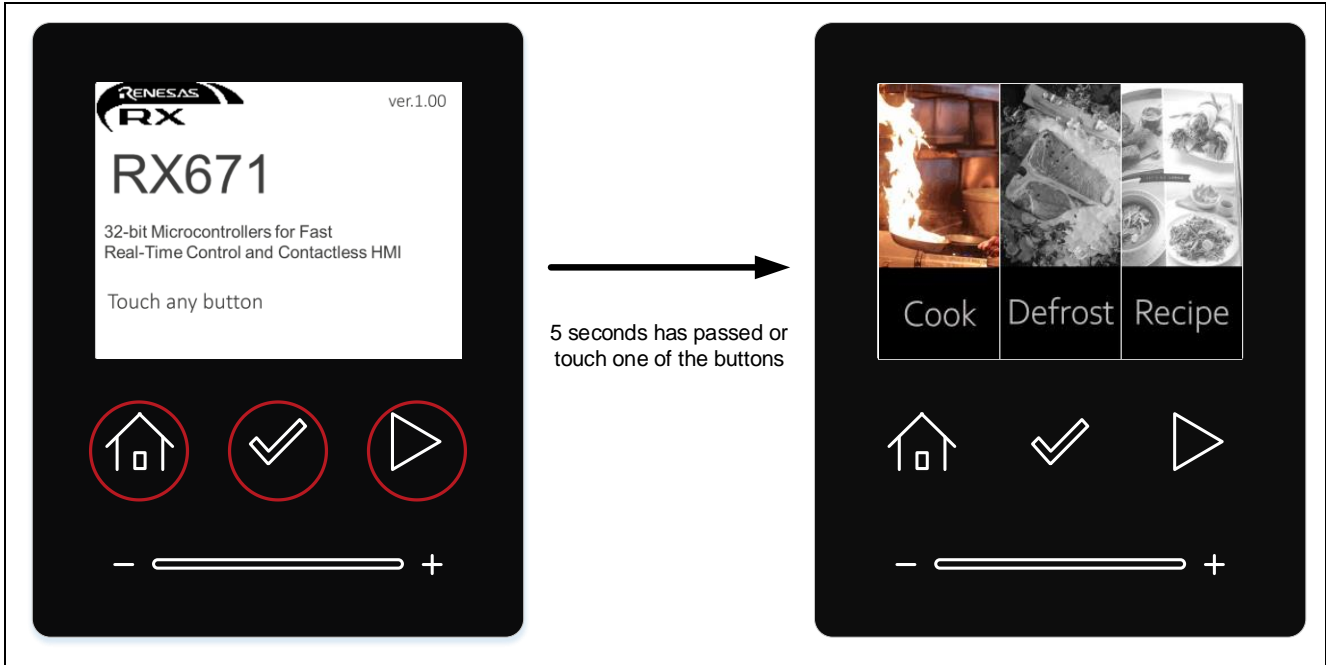 RENESAS
RX
ver.1.00
RX671
32-bit Microcontrollers for Fast
Real-Time Control and Contactless HMI
Touch any button
5 seconds has passed or
touch one of the buttons
Cook Defrost Recipe
− +
− +